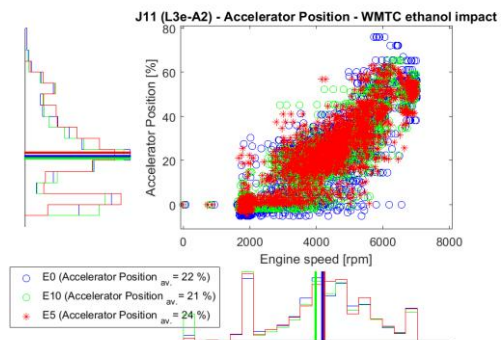 J11 (L3e-A2) - Accelerator Position - WMTC ethanol impact
80
60
40
20
0
Accelerator Position [%]
0 2000 4000 6000 8000
Engine speed [rpm]
E0 (Accelerator Position av. = 22 %)
E10 (Accelerator Position av. = 21 %)
E5 (Accelerator Position av. = 24 %)